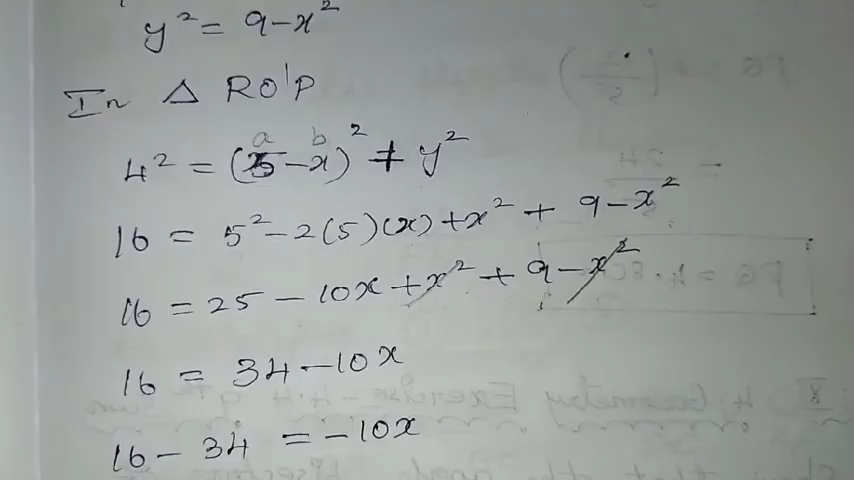 y² = 9 - x²
In △ RO'P
a b
4² = (5 - x)² + y²
16 = 5² - 2(5)(x) + x² + 9 - x²
16 = 25 - 10x + x² + 9 - x²
16 = 34 - 10x
16 - 34 = -10x